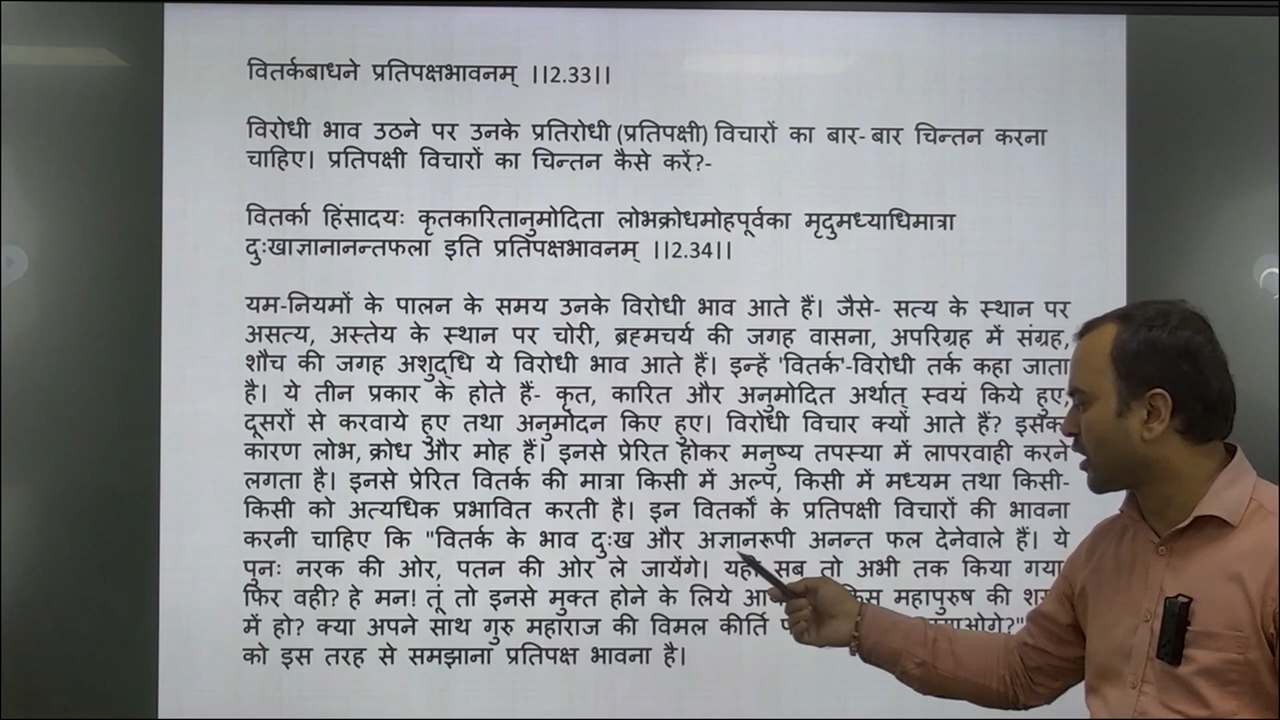 वितर्कबाधने प्रतिपक्षभावनम् ।।2.33।।
विरोधी भाव उठने पर उनके प्रतिरोधी (प्रतिपक्षी) विचारों का बार- बार चिन्तन करना
चाहिए। प्रतिपक्षी विचारों का चिन्तन कैसे करें?-
वितर्का हिंसादयः कृतकारितानुमोदिता लोभक्रोधमोहपूर्वका मृदुमध्याधिमात्रा
दुःखाज्ञानानन्तफला इति प्रतिपक्षभावनम् ।।2.34।।
यम-नियमों के पालन के समय उनके विरोधी भाव आते हैं। जैसे- सत्य के स्थान पर
असत्य, अस्तेय के स्थान पर चोरी, ब्रह्मचर्य की जगह वासना, अपरिग्रह में संग्रह,
शौच की जगह अशुद्धि ये विरोधी भाव आते हैं। इन्हें 'वितर्क'-विरोधी तर्क कहा जाता
है। ये तीन प्रकार के होते हैं- कृत, कारित और अनुमोदित अर्थात् स्वयं किये हुए,
दूसरों से करवाये हुए तथा अनुमोदन किए हुए। विरोधी विचार क्यों आते हैं?
कारण लोभ, क्रोध और मोह हैं। इनसे प्रेरित होकर मनुष्य तपस्या में लापरवाही करने
लगता है। इनसे प्रेरित वितर्क की मात्रा किसी में अल्प, किसी में मध्यम तथा किसी-
किसी को अत्यधिक प्रभावित करती है। इन वितर्कों के प्रतिपक्षी विचारों की भावना
करनी चाहिए कि "वितर्क के भाव दुःख और अज्ञानरूपी अनन्त फल देनेवाले हैं। ये
पुनः नरक की ओर, पतन की ओर ले जायेंगे। सब तो अभी तक किया गया
फिर वही? हे मन! तूं तो इनसे मुक्त होने के लिये महापुरुष की
में हो? क्या अपने साथ गुरु महाराज की विमल कीर्ति
को इस तरह से समझाना प्रतिपक्ष भावना है।